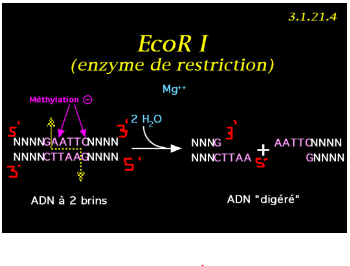 3.1.21.4
EcoR I
(enzyme de restriction)
Mg++
Méthylation ⊖
2 H2O
5' 3' 3'
NNNNGAATTCNNNN NNNG + AATTCNNNN
NNNNCTTAAGNNNN NNNCTTAA 5' GNNNN
3' 5'
ADN à 2 brins ADN "digéré"